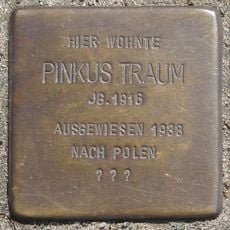 HIER WOHNTE
PINKUS TRAUM
JG. 1916
AUSGEWIESEN 1938
NACH POLEN
? ? ?